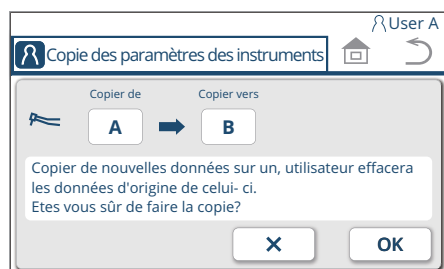 User A
Copie des paramètres des instruments
Copier de Copier vers
A B
Copier de nouvelles données sur un, utilisateur effacera
les données d'origine de celui- ci.
Etes vous sûr de faire la copie?
× OK